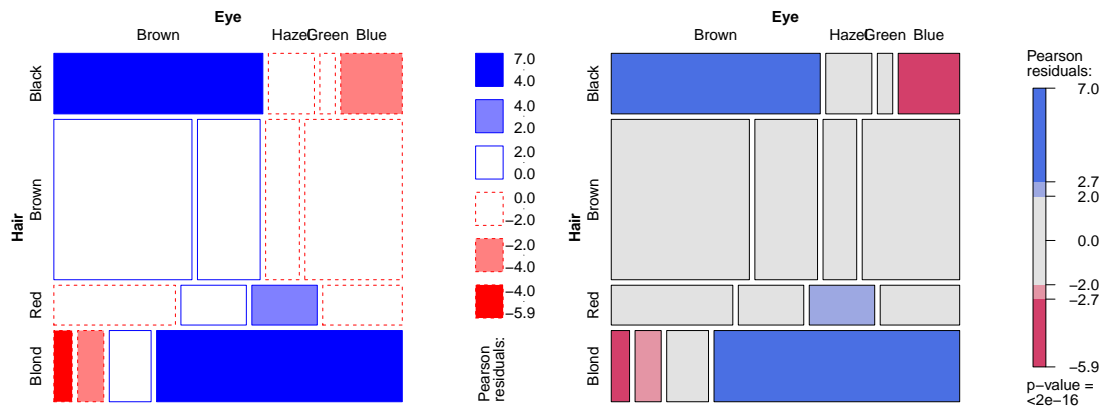 Eye
Brown HazelGreen Blue
Hair
Black
Brown
Red
Blond
7.0
4.0
4.0
2.0
2.0
0.0
0.0
−2.0
−2.0
−4.0
−4.0
−5.9
Pearson
residuals:
Eye
Brown HazelGreen Blue
Hair
Black
Brown
Red
Blond
Pearson
residuals:
7.0
2.7
2.0
0.0
−2.0
−2.7
−5.9
p−value =
<2e−16